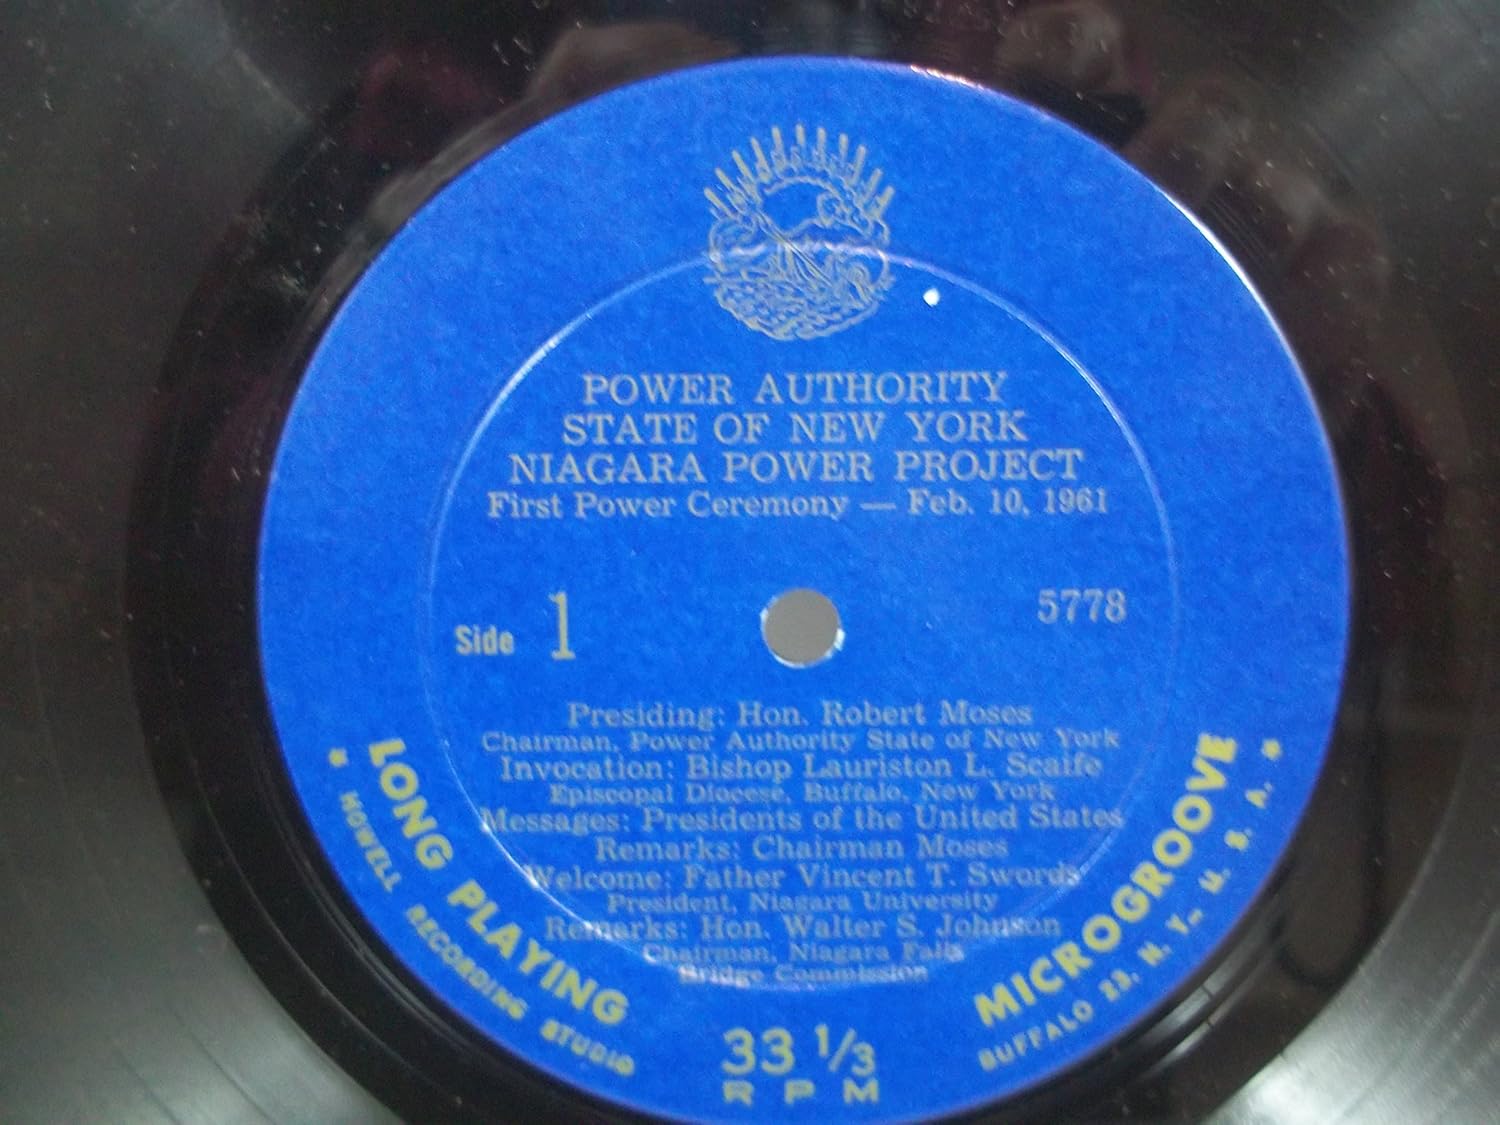 POWER AUTHORITY
STATE OF NEW YORK
NIAGARA POWER PROJECT
First Power Ceremony — Feb. 10, 1961
Side 1
5778
Presiding: Hon. Robert Moses
Chairman, Power Authority State of New York
Invocation: Bishop Lauriston L. Scaife
Episcopal Diocese, Buffalo, New York
Messages: Presidents of the United States
Remarks: Chairman Moses
Welcome: Father Vincent T. Swords
President, Niagara University
Remarks: Hon. Walter S. Johnson
Chairman, Niagara Falls
Bridge Commission
LONG PLAYING
MICROGROOVE
HOWELL RECORDING STUDIO
BUFFALO 23, N. Y., U. S. A.
33 1/3
RPM